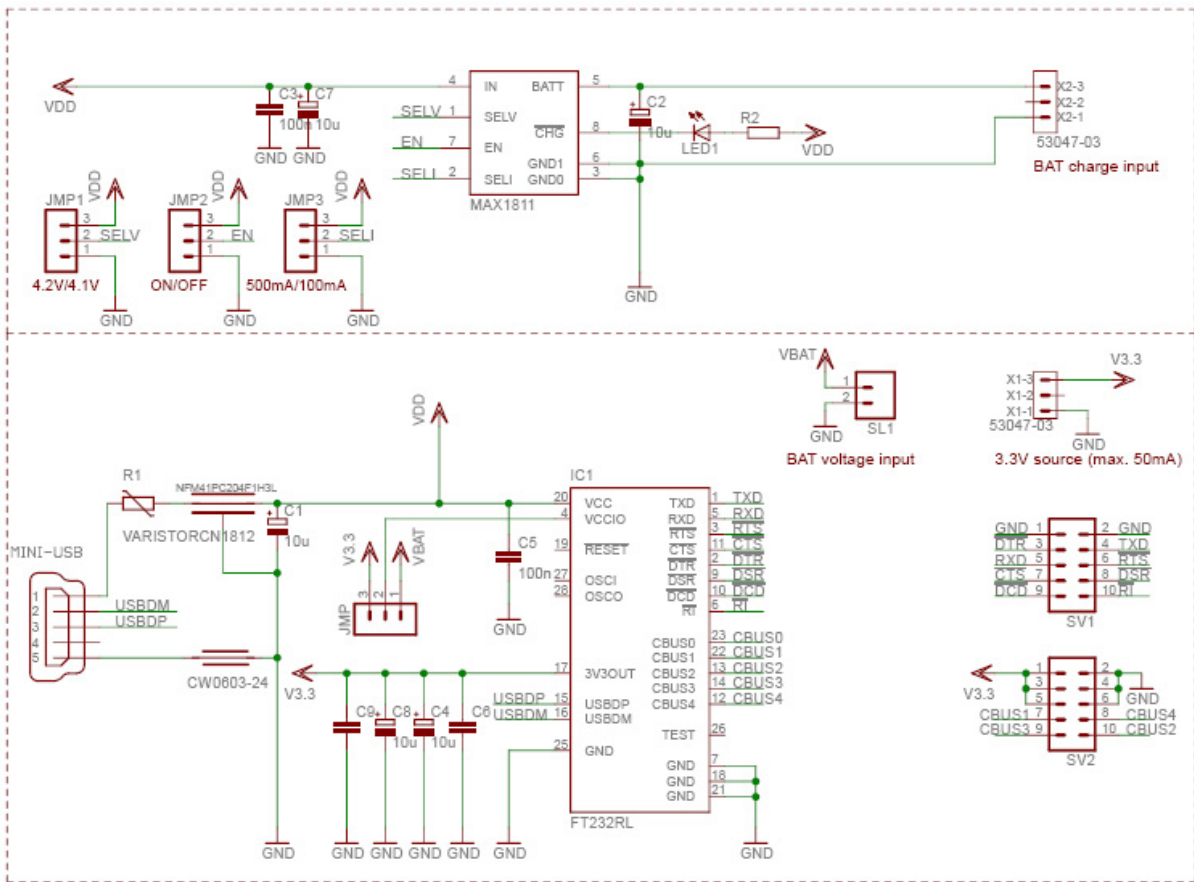 VDD
C3
100n
C7
10u
GND
GND
4
IN
SELV
1
SELV
EN
7
EN
SELI
2
SELI
BATT
5
CHG
8
GND1
6
GND0
3
MAX1811
C2
10u
LED1
R2
VDD
GND
X2-3
X2-2
X2-1
53047-03
BAT charge input
JMP1
VDD
3
2
SELV
1
4.2V/4.1V
GND
JMP2
VDD
3
2
EN
1
ON/OFF
GND
JMP3
VDD
3
2
SELI
1
500mA/100mA
GND
VBAT
1
2
GND
SL1
BAT voltage input
V3.3
X1-3
X1-2
X1-1
53047-03
GND
3.3V source (max. 50mA)
VDD
R1
NFM41PC204F1H3L
VARISTORCN1812
C1
10u
MINI-USB
1
2
USBDM
3
USBDP
4
5
CW0603-24
GND
V3.3
VBAT
3
2
1
JMP
C5
100n
GND
V3.3
C9
C8
10u
C4
10u
C6
GND
GND
GND
GND
GND
IC1
20
VCC
4
VCCIO
19
RESET
27
OSCI
28
OSCO
17
3V3OUT
USBDP
15
USBDP
USBDM
16
USBDM
25
GND
TXD
1
TXD
RXD
5
RXD
RTS
3
RTS
CTS
11
CTS
DTR
2
DTR
DSR
9
DSR
DCD
10
DCD
RI
6
RI
CBUS0
23
CBUS0
CBUS1
22
CBUS1
CBUS2
13
CBUS2
CBUS3
14
CBUS3
CBUS4
12
CBUS4
TEST
26
GND
7
GND
18
GND
21
FT232RL
GND
GND 1 2 GND
DTR 3 4 TXD
RXD 5 6 RTS
CTS 7 8 DSR
DCD 9 10 RI
SV1
V3.3
1 2
3 4
5 6
GND
CBUS1 7 8 CBUS4
CBUS3 9 10 CBUS2
SV2